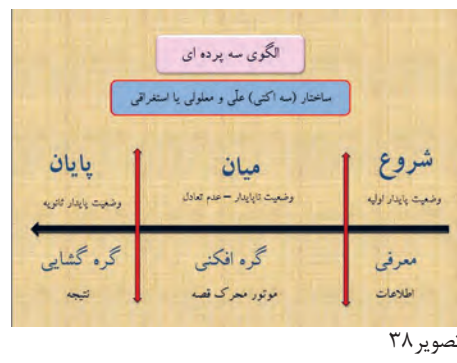 الگوی سه پرده ای
ساختار (سه اکتی) علّی و معلولی یا استغراقی
شروع
میان
پایان
وضعیت پایدار اولیه
وضعیت ناپایدار – عدم تعادل
وضعیت پایدار ثانویه
معرفی
گره افکنی
گره گشایی
اطلاعات
موتور محرک قصه
نتیجه
تصویر۳۸